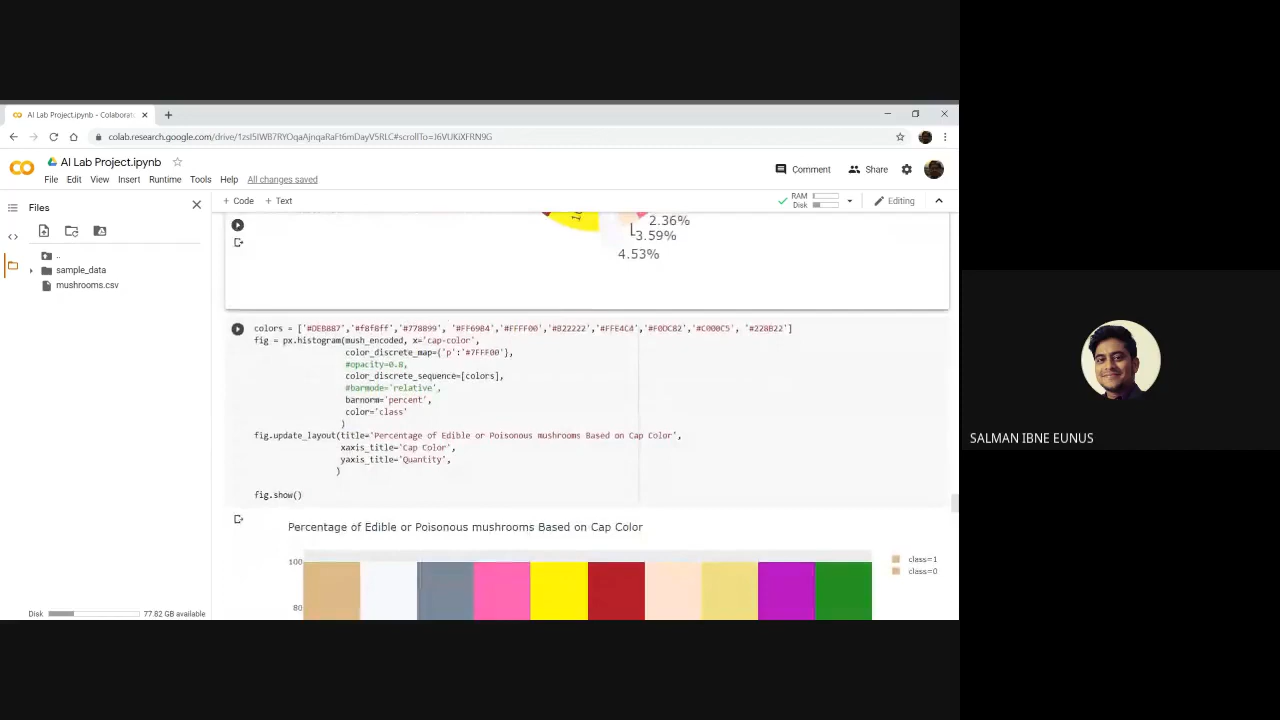 AI Lab Project.ipynb - Colaborat
colab.research.google.com/drive/1zsI5IWB7RYOqaAjnqaRaFt6mDayV5RLC#scrollTo=J6VUKiXFRN9G
AI Lab Project.ipynb
Comment
Share
File Edit View Insert Runtime Tools Help All changes saved
Files
+ Code + Text
RAM
Disk
Editing
..
sample_data
mushrooms.csv
2.36%
3.59%
4.53%
colors = ['#DEB887','#f8f8ff','#778899', '#FF6984','#FFFF00','#B22222','#FFE4C4','#F0DC82','#C000C5', '#228B22']
fig = px.histogram(mush_encoded, x='cap-color',
color_discrete_map={'p':'#7FFF00'},
#opacity=0.8,
color_discrete_sequence=[colors],
#barmode='relative',
barnorm='percent',
color='class'
)
fig.update_layout(title='Percentage of Edible or Poisonous mushrooms Based on Cap Color',
xaxis_title='Cap Color',
yaxis_title='Quantity',
)
fig.show()
Percentage of Edible or Poisonous mushrooms Based on Cap Color
100
80
class=1
class=0
Disk
77.82 GB available
SALMAN IBNE EUNUS